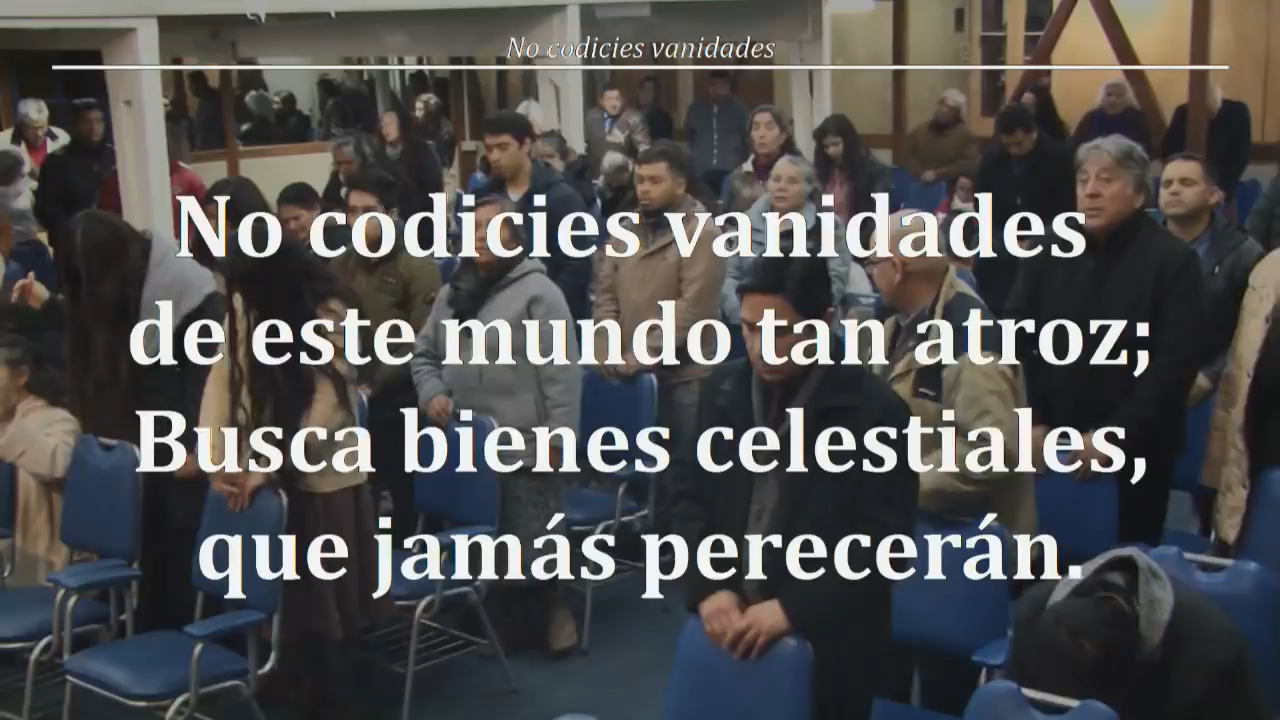 No codicies vanidades
No codicies vanidades
de este mundo tan atroz;
Busca bienes celestiales,
que jamás perecerán.